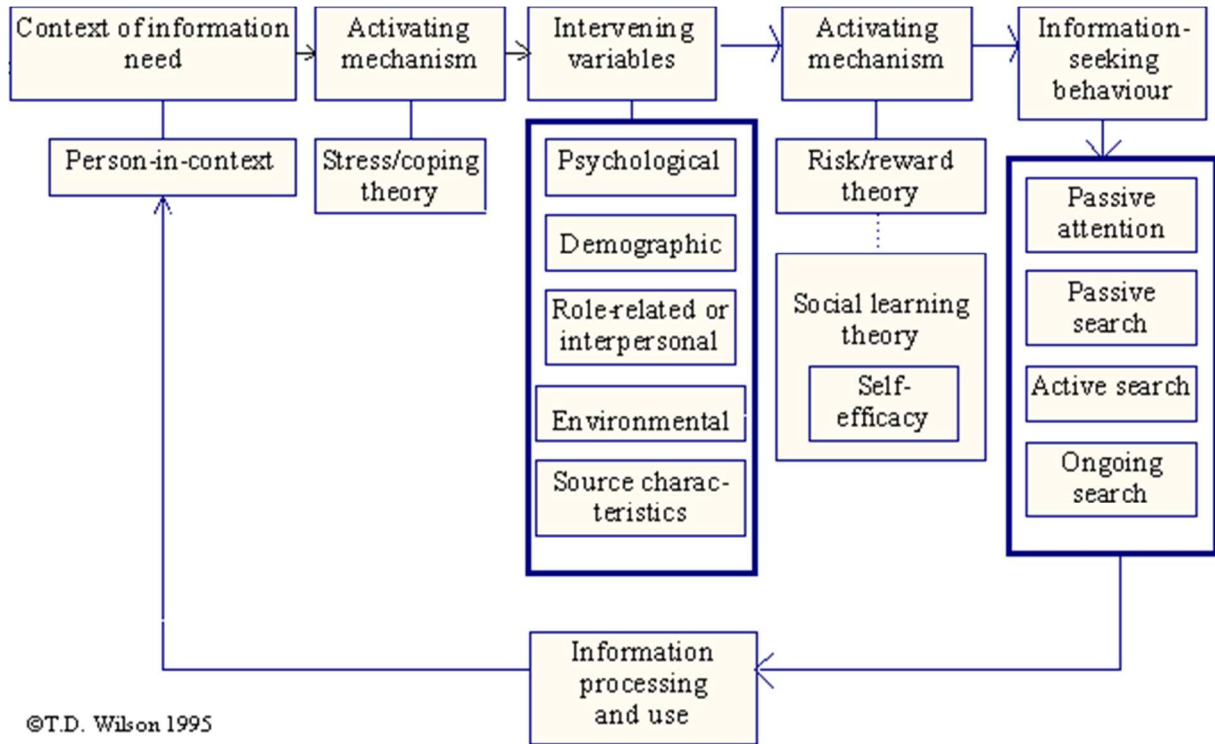 Context of information
need
Activating
mechanism
Intervening
variables
Activating
mechanism
Information-
seeking
behaviour
Person-in-context
Stress/coping
theory
Psychological
Demographic
Role-related or
interpersonal
Environmental
Source charac-
teristics
Risk/reward
theory
Social learning
theory
Self-
efficacy
Passive
attention
Passive
search
Active search
Ongoing
search
Information
processing
and use
©T.D. Wilson 1995